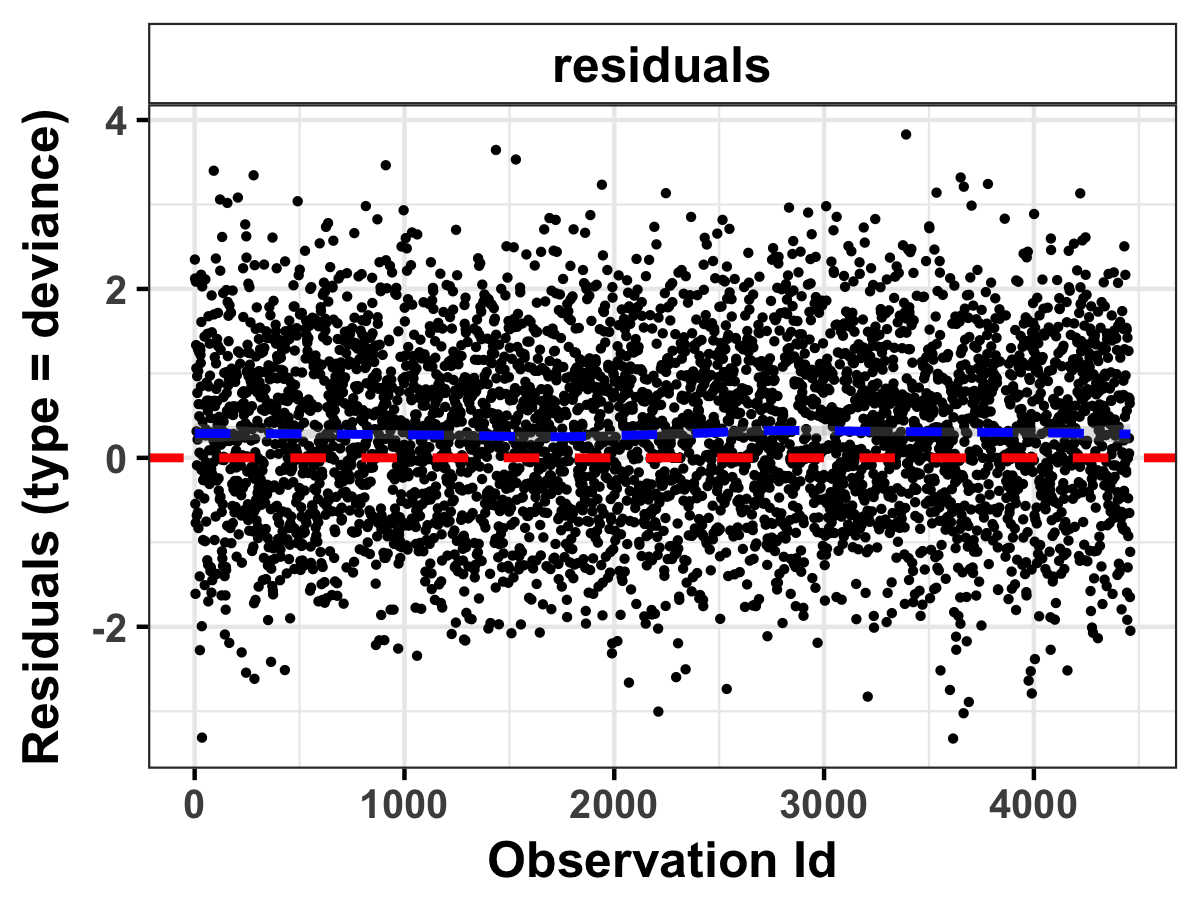 residuals
Residuals (type = deviance)
4
2
0
-2
0 1000 2000 3000 4000
Observation Id